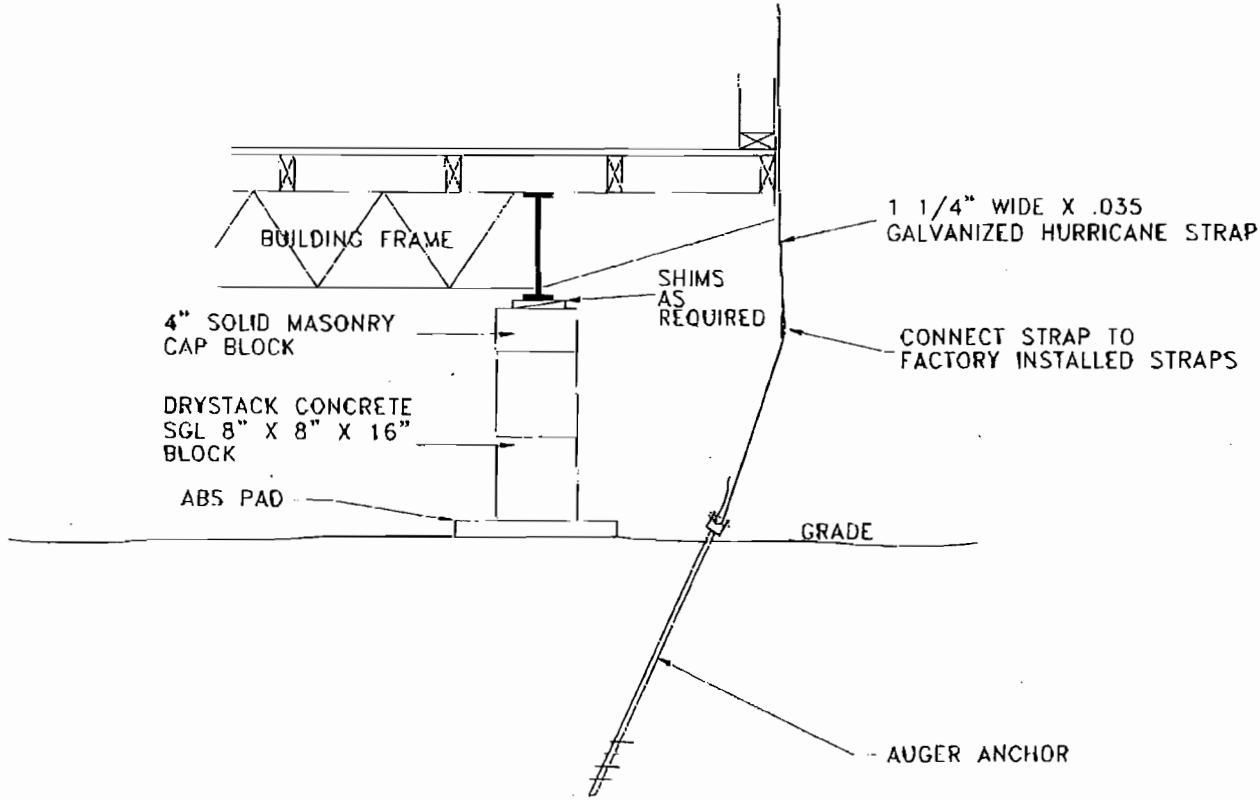 1 1/4" WIDE X .035
GALVANIZED HURRICANE STRAP
BUILDING FRAME
SHIMS
AS
REQUIRED
4" SOLID MASONRY
CAP BLOCK
CONNECT STRAP TO
FACTORY INSTALLED STRAPS
DRYSTACK CONCRETE
SGL 8" X 8" X 16"
BLOCK
ABS PAD
GRADE
AUGER ANCHOR